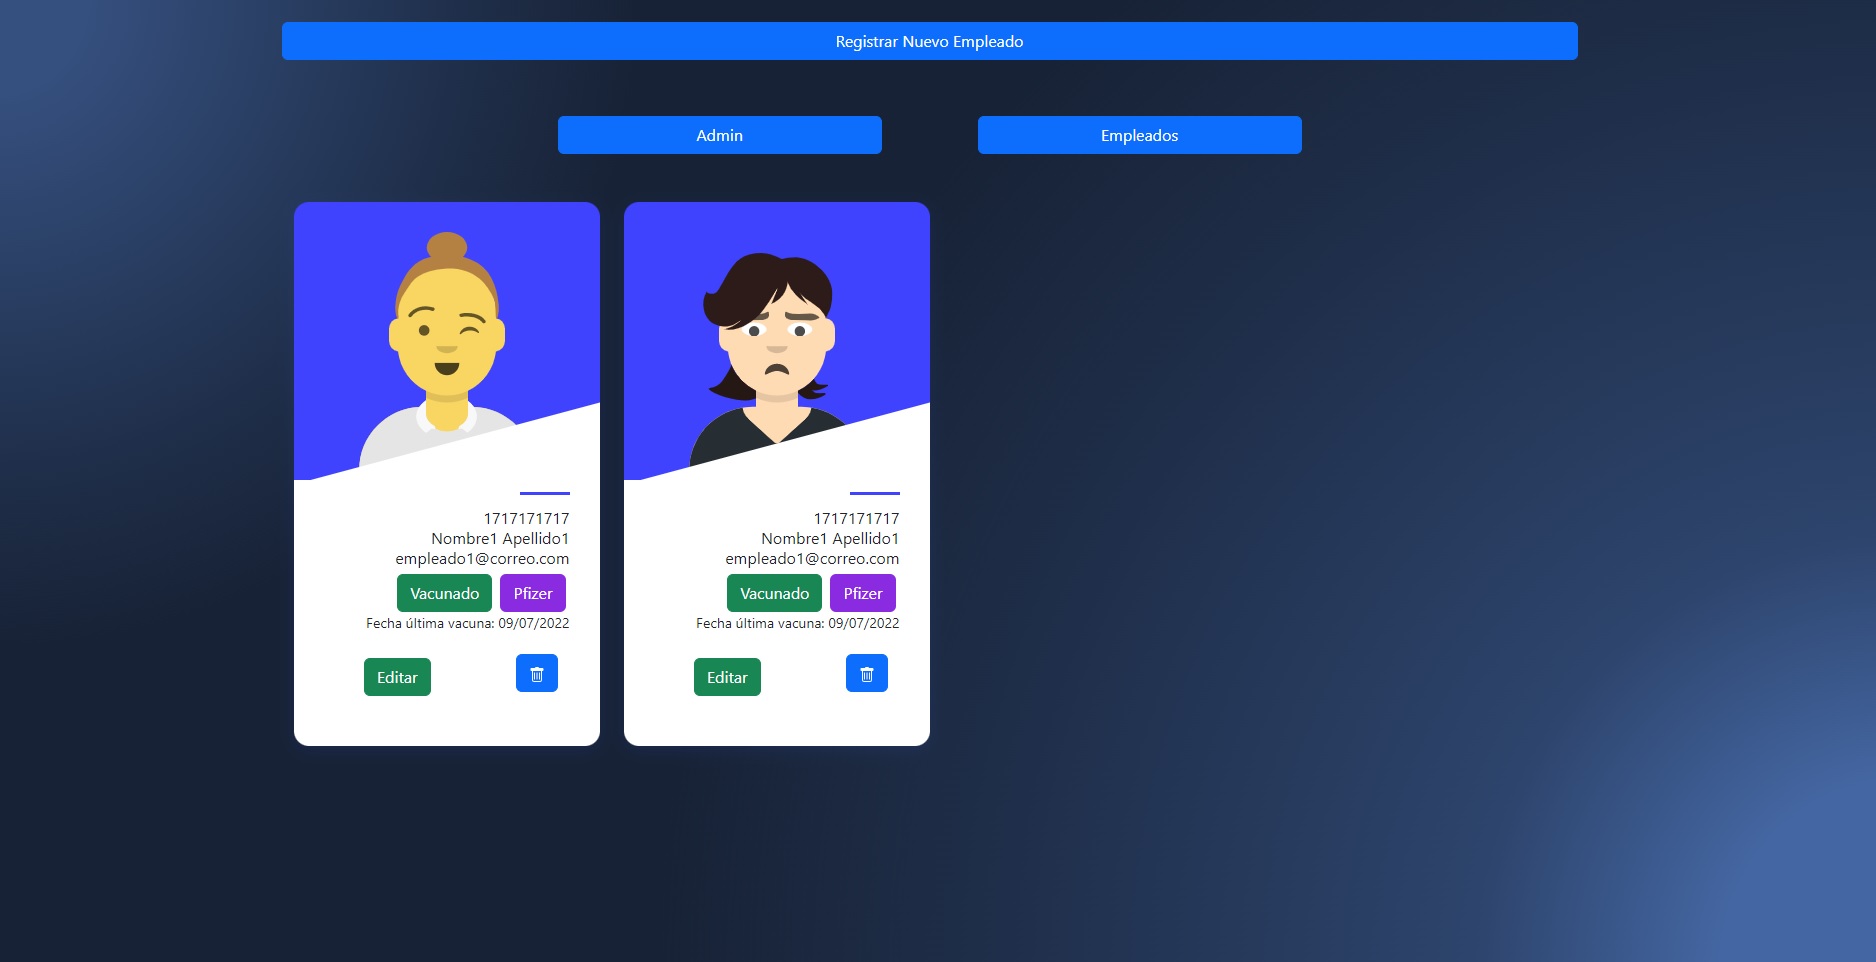 Registrar Nuevo Empleado
Admin
Empleados
1717171717
Nombre1 Apellido1
empleado1@correo.com
Vacunado Pfizer
Fecha última vacuna: 09/07/2022
Editar
1717171717
Nombre1 Apellido1
empleado1@correo.com
Vacunado Pfizer
Fecha última vacuna: 09/07/2022
Editar